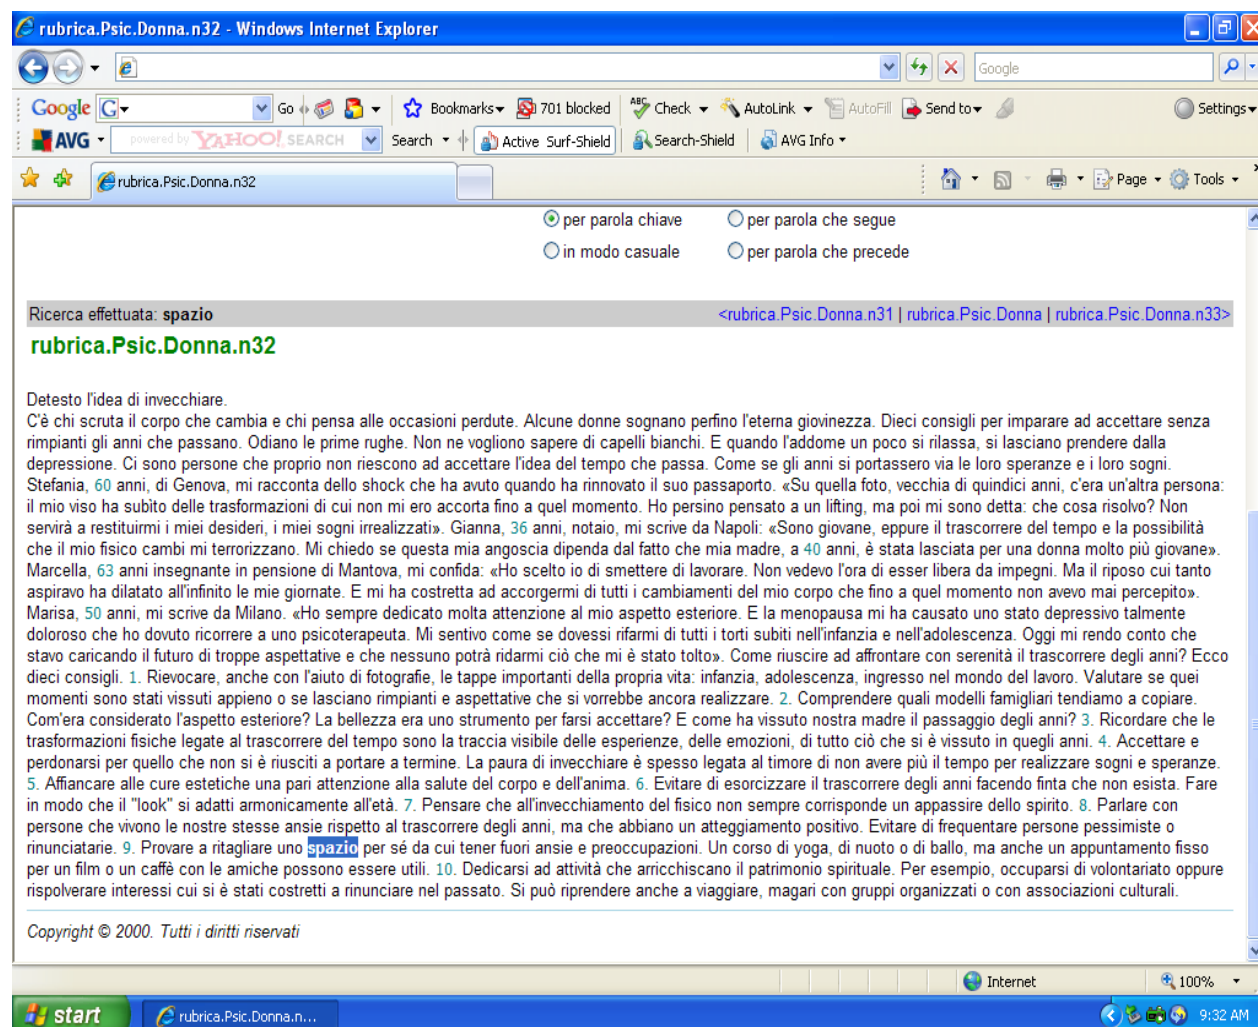 rubrica.Psic.Donna.n32 - Windows Internet Explorer
Google
Google G Go Bookmarks 701 blocked ABC Check AutoLink AutoFill Send to Settings
AVG powered by YAHOO! SEARCH Search Active Surf-Shield Search-Shield AVG Info
rubrica.Psic.Donna.n32 Page Tools
per parola chiave per parola che segue
in modo casuale per parola che precede
Ricerca effettuata: spazio <rubrica.Psic.Donna.n31 | rubrica.Psic.Donna | rubrica.Psic.Donna.n33>
rubrica.Psic.Donna.n32
Detesto l'idea di invecchiare.
C'è chi scruta il corpo che cambia e chi pensa alle occasioni perdute. Alcune donne sognano perfino l'eterna giovinezza. Dieci consigli per imparare ad accettare senza
rimpianti gli anni che passano. Odiano le prime rughe. Non ne vogliono sapere di capelli bianchi. E quando l'addome un poco si rilassa, si lasciano prendere dalla
depressione. Ci sono persone che proprio non riescono ad accettare l'idea del tempo che passa. Come se gli anni si portassero via le loro speranze e i loro sogni.
Stefania, 60 anni, di Genova, mi racconta dello shock che ha avuto quando ha rinnovato il suo passaporto. «Su quella foto, vecchia di quindici anni, c'era un'altra persona:
il mio viso ha subìto delle trasformazioni di cui non mi ero accorta fino a quel momento. Ho persino pensato a un lifting, ma poi mi sono detta: che cosa risolvo? Non
servirà a restituirmi i miei desideri, i miei sogni irrealizzati». Gianna, 36 anni, notaio, mi scrive da Napoli: «Sono giovane, eppure il trascorrere del tempo e la possibilità
che il mio fisico cambi mi terrorizzano. Mi chiedo se questa mia angoscia dipenda dal fatto che mia madre, a 40 anni, è stata lasciata per una donna molto più giovane».
Marcella, 63 anni insegnante in pensione di Mantova, mi confida: «Ho scelto io di smettere di lavorare. Non vedevo l'ora di esser libera da impegni. Ma il riposo cui tanto
aspiravo ha dilatato all'infinito le mie giornate. E mi ha costretta ad accorgermi di tutti i cambiamenti del mio corpo che fino a quel momento non avevo mai percepito».
Marisa, 50 anni, mi scrive da Milano. «Ho sempre dedicato molta attenzione al mio aspetto esteriore. E la menopausa mi ha causato uno stato depressivo talmente
doloroso che ho dovuto ricorrere a uno psicoterapeuta. Mi sentivo come se dovessi rifarmi di tutti i torti subiti nell'infanzia e nell'adolescenza. Oggi mi rendo conto che
stavo caricando il futuro di troppe aspettative e che nessuno potrà ridarmi ciò che mi è stato tolto». Come riuscire ad affrontare con serenità il trascorrere degli anni? Ecco
dieci consigli. 1. Rievocare, anche con l'aiuto di fotografie, le tappe importanti della propria vita: infanzia, adolescenza, ingresso nel mondo del lavoro. Valutare se quei
momenti sono stati vissuti appieno o se lasciano rimpianti e aspettative che si vorrebbe ancora realizzare. 2. Comprendere quali modelli famigliari tendiamo a copiare.
Com'era considerato l'aspetto esteriore? La bellezza era uno strumento per farsi accettare? E come ha vissuto nostra madre il passaggio degli anni? 3. Ricordare che le
trasformazioni fisiche legate al trascorrere del tempo sono la traccia visibile delle esperienze, delle emozioni, di tutto ciò che si è vissuto in quegli anni. 4. Accettare e
perdonarsi per quello che non si è riusciti a portare a termine. La paura di invecchiare è spesso legata al timore di non avere più il tempo per realizzare sogni e speranze.
5. Affiancare alle cure estetiche una pari attenzione alla salute del corpo e dell'anima. 6. Evitare di esorcizzare il trascorrere degli anni facendo finta che non esista. Fare
in modo che il "look" si adatti armonicamente all'età. 7. Pensare che all'invecchiamento del fisico non sempre corrisponde un appassire dello spirito. 8. Parlare con
persone che vivono le nostre stesse ansie rispetto al trascorrere degli anni, ma che abbiano un atteggiamento positivo. Evitare di frequentare persone pessimiste o
rinunciatarie. 9. Provare a ritagliare uno spazio per sé da cui tener fuori ansie e preoccupazioni. Un corso di yoga, di nuoto o di ballo, ma anche un appuntamento fisso
per un film o un caffè con le amiche possono essere utili. 10. Dedicarsi ad attività che arricchiscano il patrimonio spirituale. Per esempio, occuparsi di volontariato oppure
rispolverare interessi cui si è stati costretti a rinunciare nel passato. Si può riprendere anche a viaggiare, magari con gruppi organizzati o con associazioni culturali.
Copyright © 2000. Tutti i diritti riservati
Internet 100%
start rubrica.Psic.Donna.n... 9:32 AM